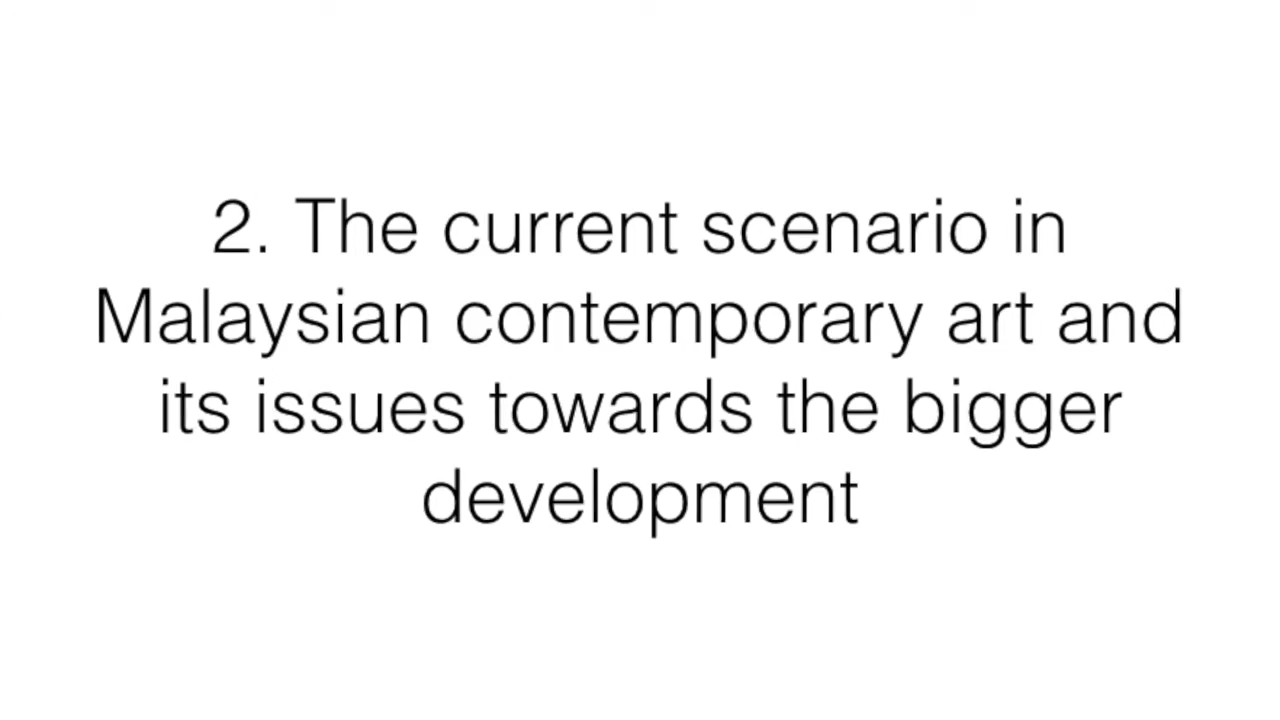 2. The current scenario in
Malaysian contemporary art and
its issues towards the bigger
development